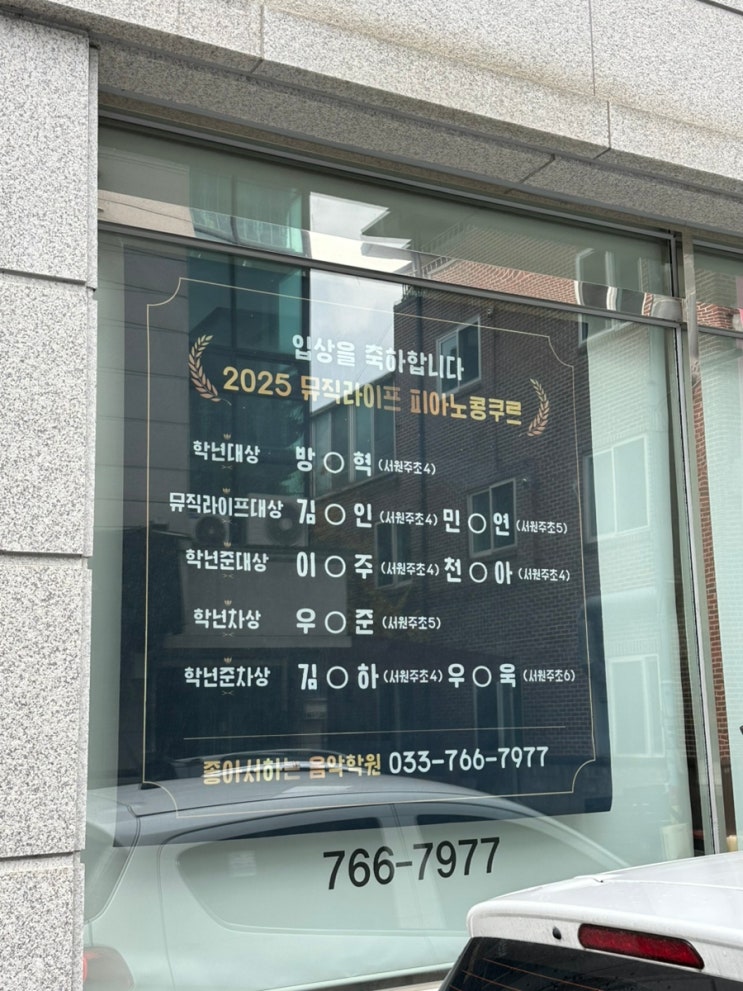 입상을 축하합니다
2025 뮤직라이프 피아노콩쿠르
학년대상 방○혁 (서원주초4)
뮤직라이프대상 김○인 (서원주초4) 민○연 (서원주초5)
학년준대상 이○주 (서원주초4) 천○아 (서원주초4)
학년차상 우○준 (서원주초5)
학년준차상 김○하 (서원주초4) 우○욱 (서원주초6)
좋아서하는 음악학원 033-766-7977
766-7977